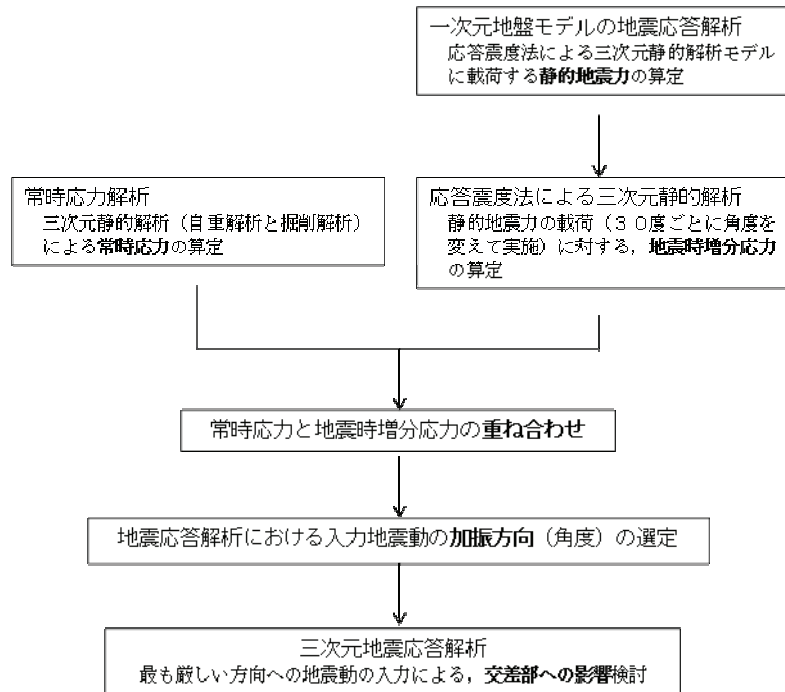 一次元地盤モデルの地震応答解析
応答震度法による三次元静的解析モデル
に載荷する静的地震力の算定
常時応力解析
三次元静的解析（自重解析と掘削解析）
による常時応力の算定
応答震度法による三次元静的解析
静的地震力の載荷（３０度ごとに角度を
変えて実施）に対する，地震時増分応力
の算定
常時応力と地震時増分応力の重ね合わせ
地震応答解析における入力地震動の加振方向（角度）の選定
三次元地震応答解析
最も厳しい方向への地震動の入力による，交差部への影響検討